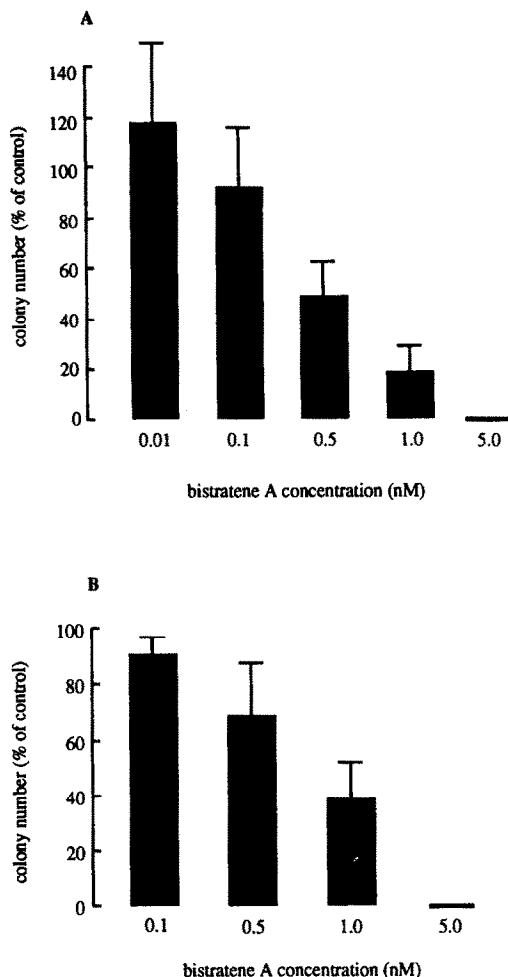 A
140
120
100
80
60
40
20
0
colony number (% of control)
0.01 0.1 0.5 1.0 5.0
bistratene A concentration (nM)
B
100
80
60
40
20
0
colony number (% of control)
0.1 0.5 1.0 5.0
bistratene A concentration (nM)